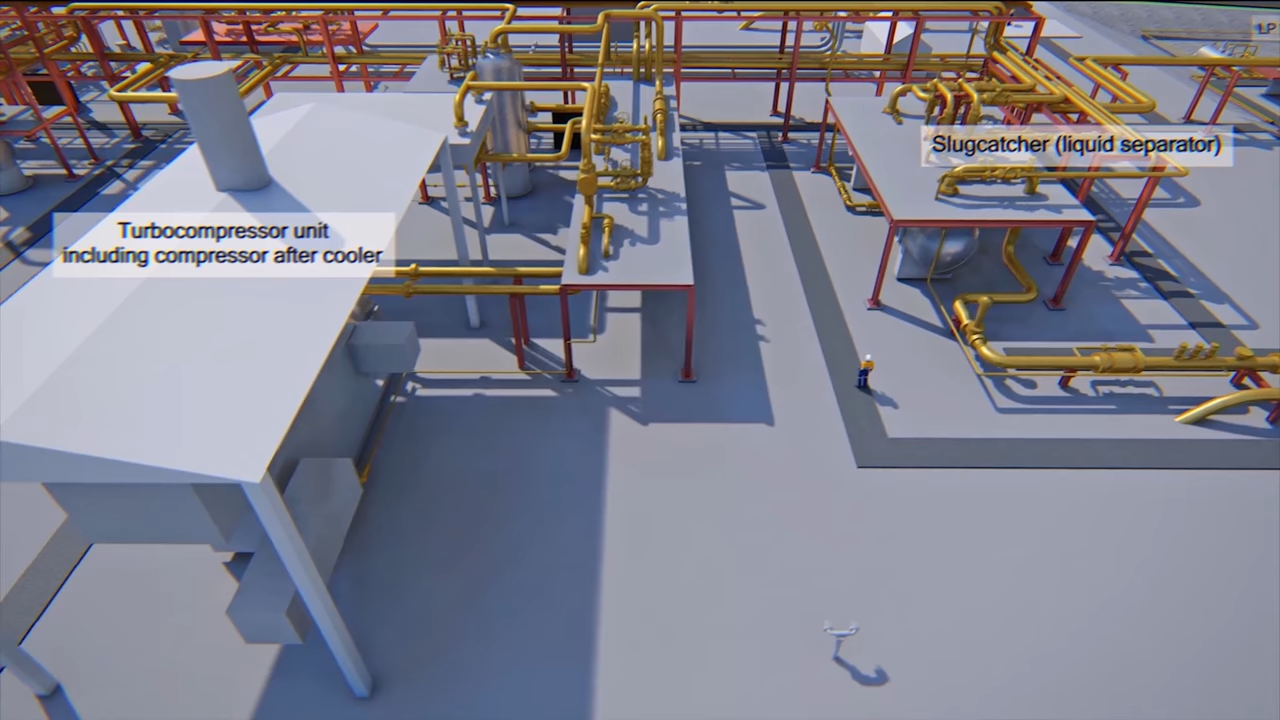 LP
Slugcatcher (liquid separator)
Turbocompressor unit
including compressor after cooler